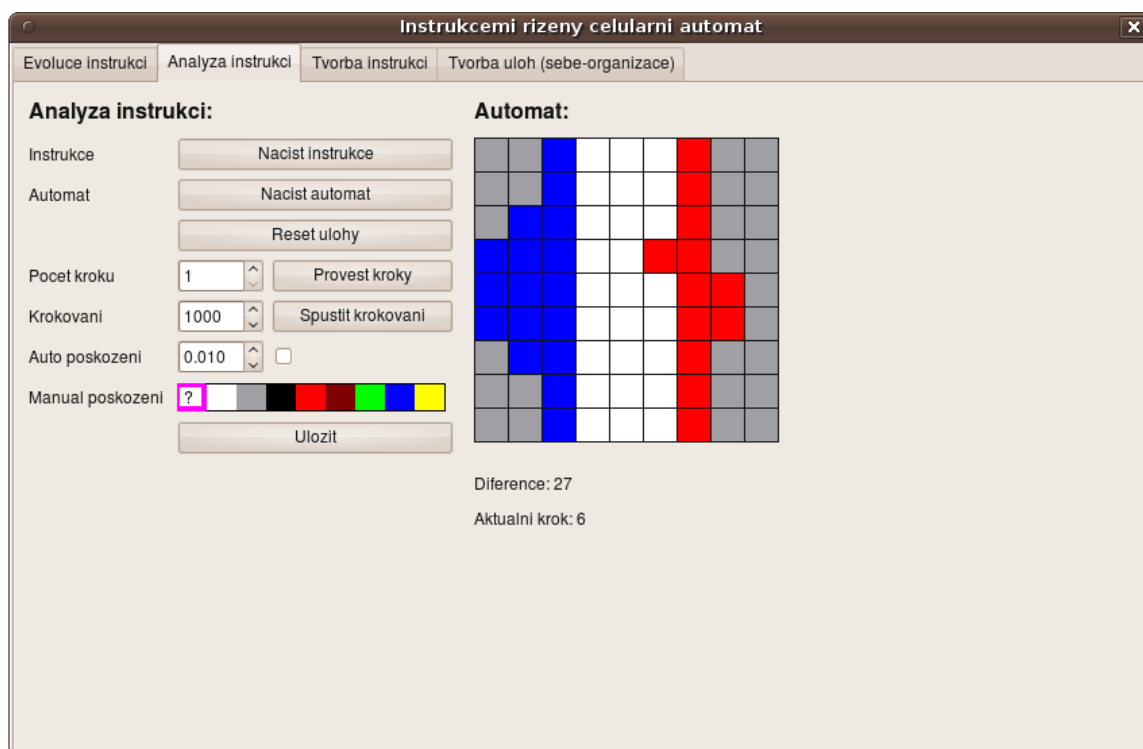 Instrukcemi rizeny celularni automat
Evoluce instrukci Analyza instrukci Tvorba instrukci Tvorba uloh (sebe-organizace)
Analyza instrukci: Automat:
Instrukce Nacist instrukce
Automat Nacist automat
Reset ulohy
Pocet kroku 1 Provest kroky
Krokovani 1000 Spustit krokovani
Auto poskozeni 0.010
Manual poskozeni ?
Ulozit
Diference: 27
Aktualni krok: 6